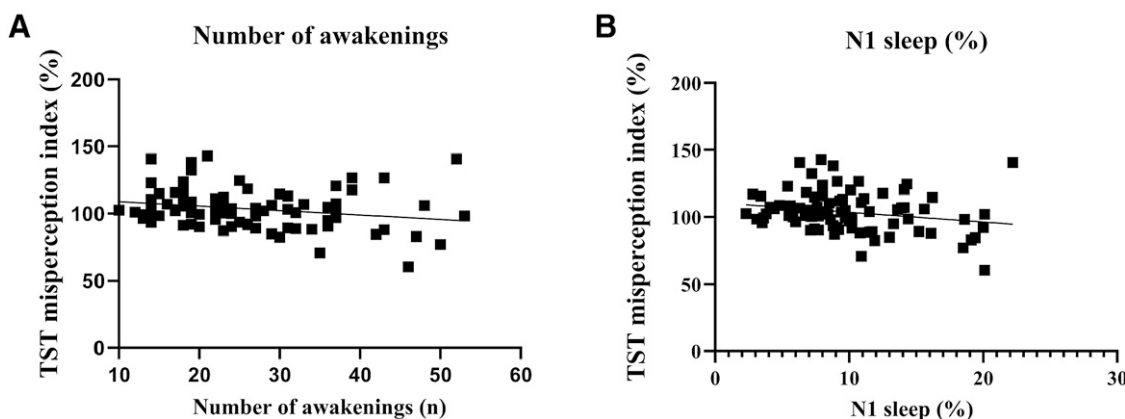 A
Number of awakenings
TST misperception index (%)
200
150
100
50
0
10
20
30
40
50
60
Number of awakenings (n)
B
N1 sleep (%)
TST misperception index (%)
200
150
100
50
0
0
10
20
30
N1 sleep (%)